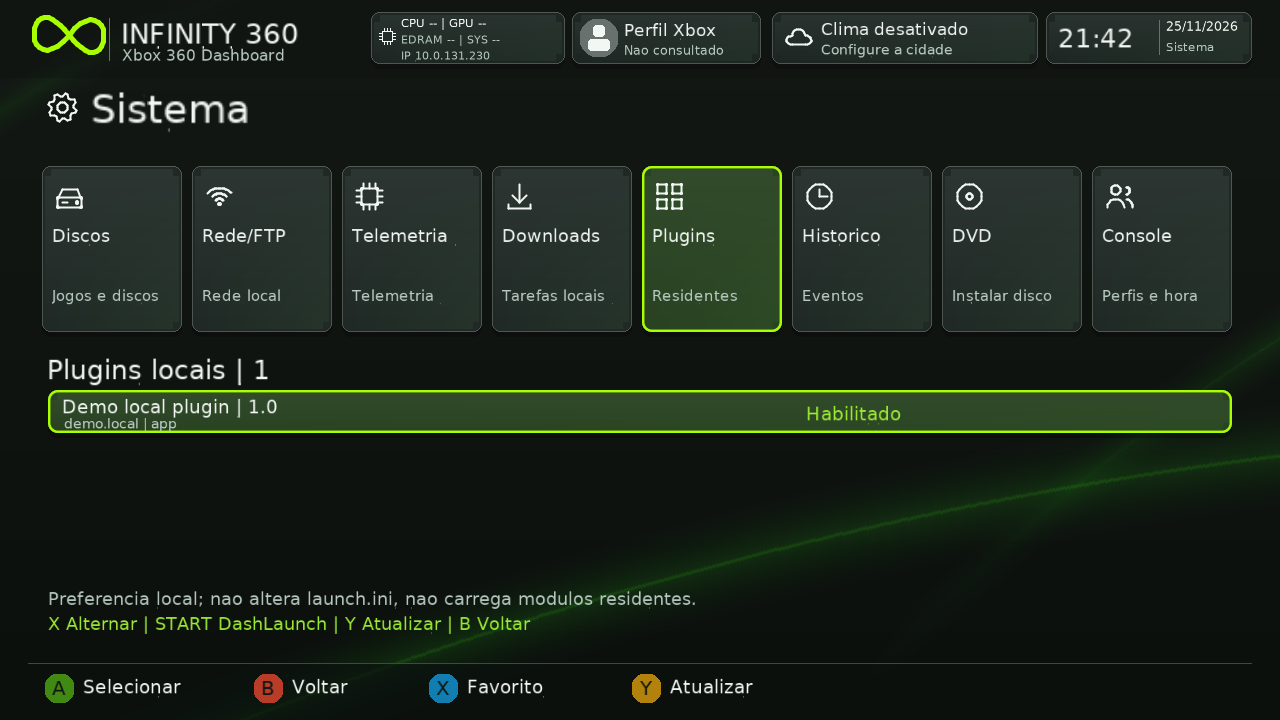 INFINITY 360
Xbox 360 Dashboard
CPU -- | GPU --
EDRAM -- | SYS --
IP 10.0.131.230
Perfil Xbox
Nao consultado
Clima desativado
Configure a cidade
21:42
25/11/2026
Sistema
Sistema
Discos
Jogos e discos
Rede/FTP
Rede local
Telemetria
Telemetria
Downloads
Tarefas locais
Plugins
Residentes
Historico
Eventos
DVD
Instalar disco
Console
Perfis e hora
Plugins locais | 1
Demo local plugin | 1.0
demo.local | app
Habilitado
Preferencia local; nao altera launch.ini, nao carrega modulos residentes.
X Alternar | START DashLaunch | Y Atualizar | B Voltar
A Selecionar
B Voltar
X Favorito
Y Atualizar